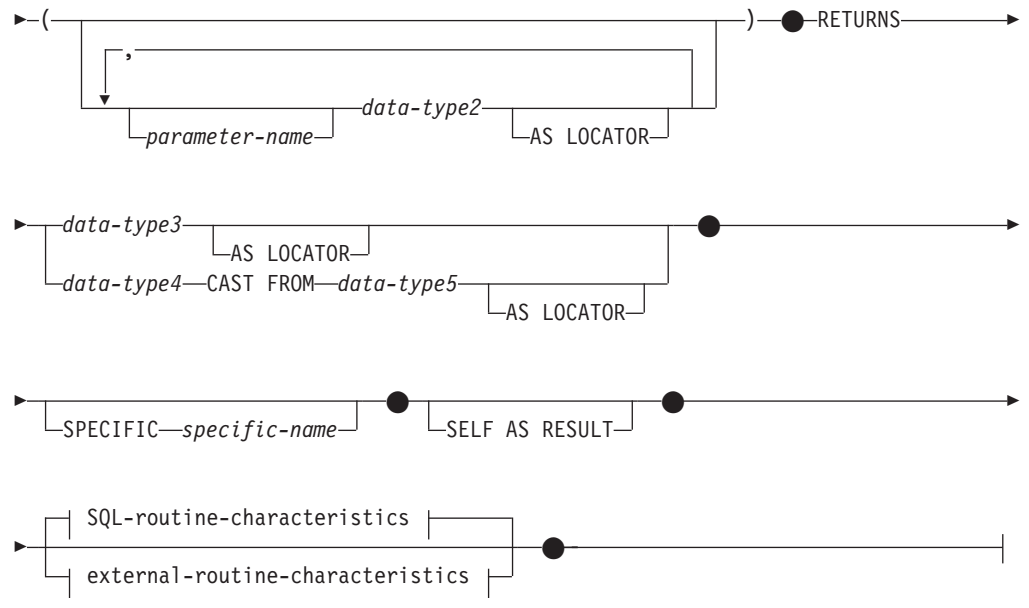 ( ) RETURNS
,
data-type2
parameter-name AS LOCATOR
data-type3
AS LOCATOR
data-type4 CAST FROM data-type5
AS LOCATOR
SPECIFIC specific-name SELF AS RESULT
SQL-routine-characteristics
external-routine-characteristics